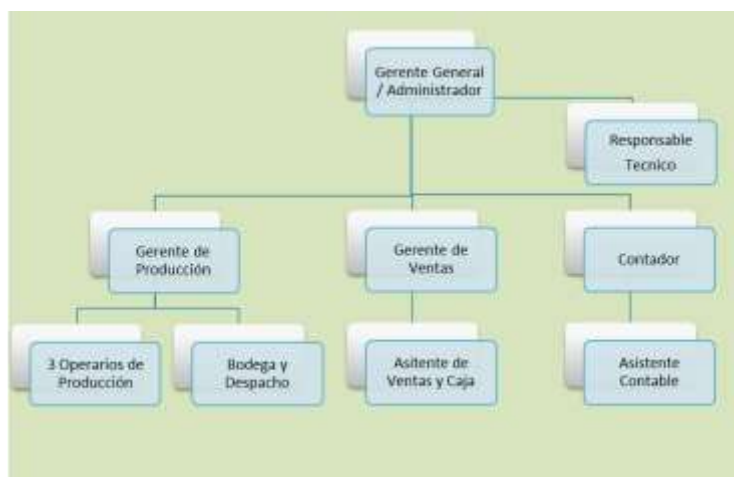 Gerente General
/ Administrador
Responsable
Tecnico
Gerente de
Producción
Gerente de
Ventas
Contador
3 Operarios de
Producción
Bodega y
Despacho
Asitente de
Ventas y Caja
Asistente
Contable